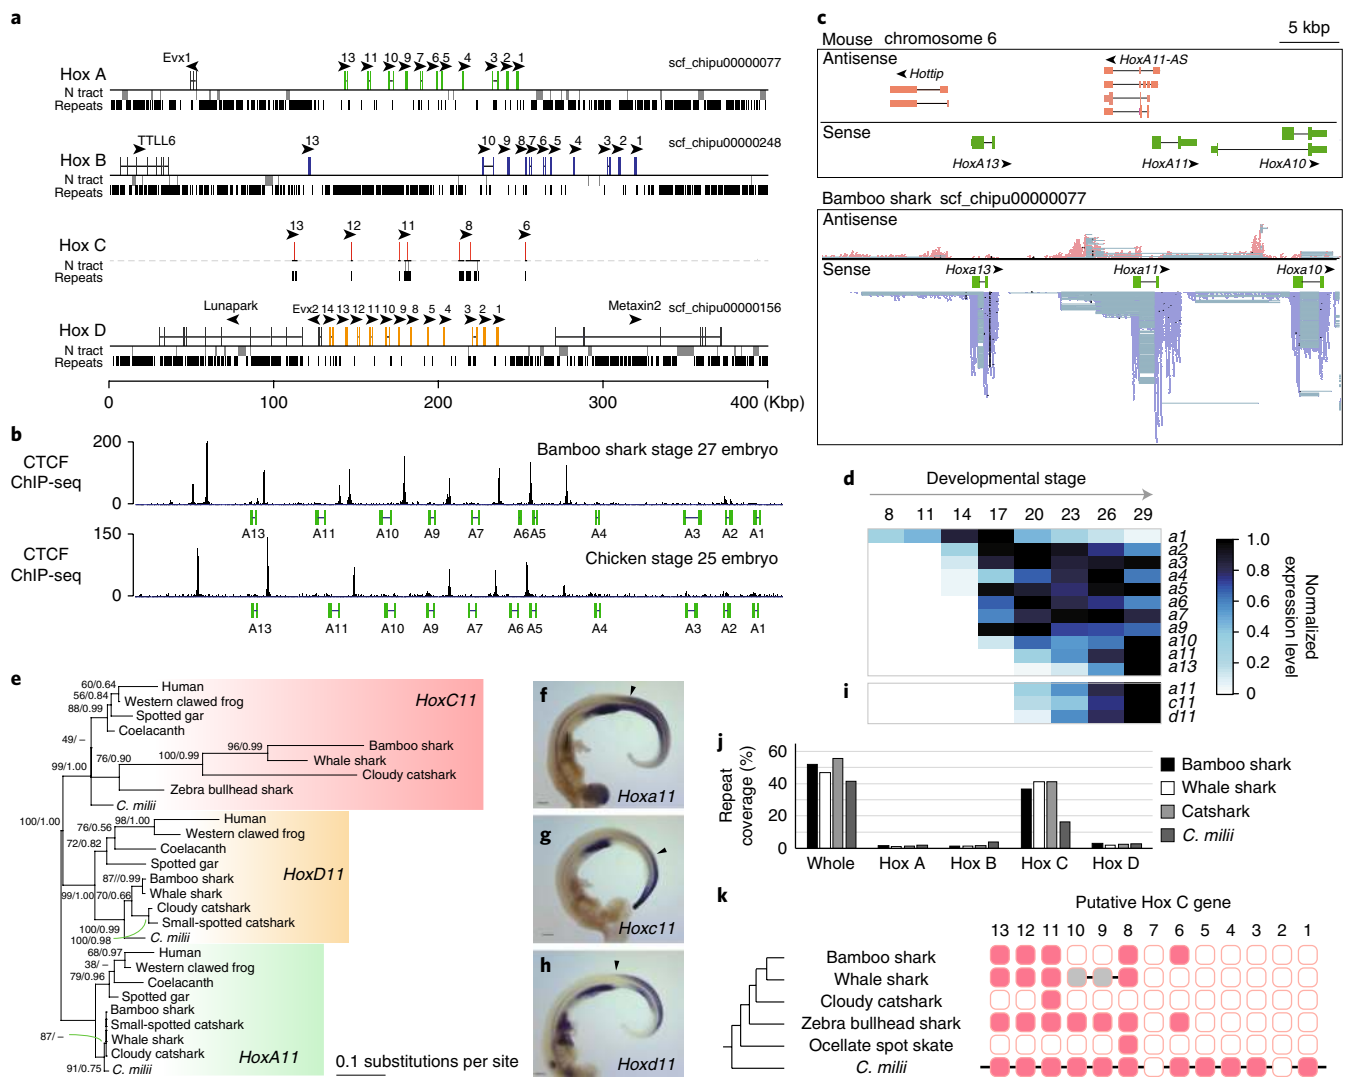 a
Evx1
13 11 10 9 7 6 5 4 3 2 1
scf_chipu00000077
Hox A
N tract
Repeats
TTLL6
13 10 9 8 7 6 5 4 3 2 1
scf_chipu00000248
Hox B
N tract
Repeats
13 12 11 8 6
Hox C
N tract
Repeats
Lunapark
Evx2 14 13 12 11 10 9 8 5 4 3 2 1
Metaxin2
scf_chipu00000156
Hox D
N tract
Repeats
0 100 200 300 400 (Kbp)
b
200
0
CTCF
ChIP-seq
Bamboo shark stage 27 embryo
A13 A11 A10 A9 A7 A6 A5 A4 A3 A2 A1
150
0
CTCF
ChIP-seq
Chicken stage 25 embryo
A13 A11 A10 A9 A7 A6 A5 A4 A3 A2 A1
c
5 kbp
Mouse chromosome 6
Antisense
Hottip
HoxA11-AS
Sense
HoxA13
HoxA11
HoxA10
Bamboo shark scf_chipu00000077
Antisense
Sense
Hoxa13
Hoxa11
Hoxa10
d
Developmental stage
8 11 14 17 20 23 26 29
a1
a2
a3
a4
a5
a6
a7
a9
a10
a11
a13
1.0
0.8
0.6
0.4
0.2
0
Normalized
expression level
i
a11
c11
d11
e
HoxC11
60/0.64
Human
56/0.84
Western clawed frog
88/0.99
Spotted gar
Coelacanth
49/ –
96/0.99
Bamboo shark
100/0.99
Whale shark
76/0.90
Cloudy catshark
99/1.00
Zebra bullhead shark
C. milii
100/1.00
HoxD11
98/1.00
Human
76/0.56
Western clawed frog
72/0.82
Coelacanth
Spotted gar
87//0.99
Bamboo shark
99/1.00
70/0.66
Whale shark
Cloudy catshark
Small-spotted catshark
100/0.99
100/0.98
C. milii
HoxA11
68/0.97
Human
38/ –
Western clawed frog
79/0.96
Coelacanth
Spotted gar
Bamboo shark
Small-spotted catshark
87/ –
Whale shark
Cloudy catshark
91/0.75
C. milii
0.1 substitutions per site
f
Hoxa11
g
Hoxc11
h
Hoxd11
j
Repeat
coverage (%)
60
40
20
0
Whole Hox A Hox B Hox C Hox D
Bamboo shark
Whale shark
Catshark
C. milii
k
Putative Hox C gene
13 12 11 10 9 8 7 6 5 4 3 2 1
Bamboo shark
Whale shark
Cloudy catshark
Zebra bullhead shark
Ocellate spot skate
C. milii